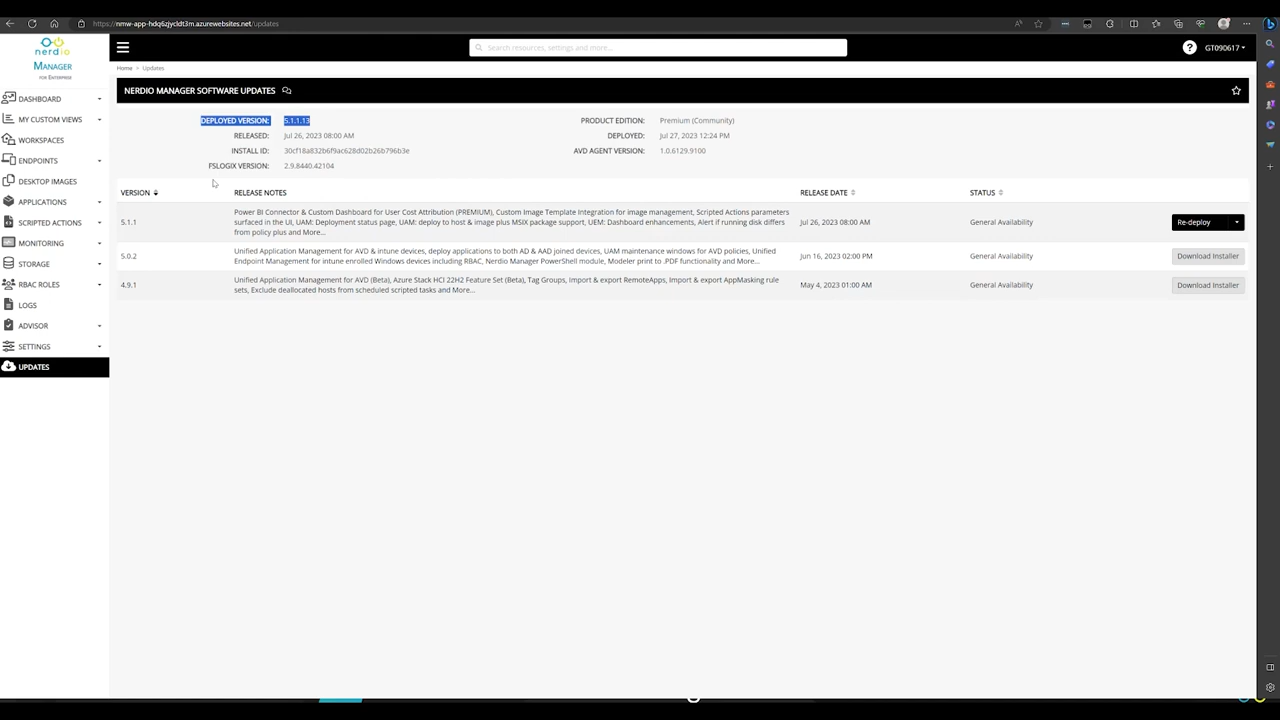 https://nmw-app-hdq6zjycldt3m.azurewebsites.net/updates
nerdio
MANAGER
FOR ENTERPRISE
Search resources, settings and more...
GT090617
Home > Updates
DASHBOARD
MY CUSTOM VIEWS
WORKSPACES
ENDPOINTS
DESKTOP IMAGES
APPLICATIONS
SCRIPTED ACTIONS
MONITORING
STORAGE
RBAC ROLES
LOGS
ADVISOR
SETTINGS
UPDATES
NERDIO MANAGER SOFTWARE UPDATES
DEPLOYED VERSION: 5.1.1.13 PRODUCT EDITION: Premium (Community)
RELEASED: Jul 26, 2023 08:00 AM DEPLOYED: Jul 27, 2023 12:24 PM
INSTALL ID: 30cf18a832b6f9ac628d02b26b796b3e AVD AGENT VERSION: 1.0.6129.9100
FSLOGIX VERSION: 2.9.8440.42104
VERSION RELEASE NOTES RELEASE DATE STATUS
5.1.1 Power BI Connector & Custom Dashboard for User Cost Attribution (PREMIUM), Custom Image Template Integration for image management, Scripted Actions parameters
surfaced in the UI, UAM: Deployment status page, UAM: deploy to host & image plus MSIX package support, UEM: Dashboard enhancements, Alert if running disk differs
from policy plus and More...
Jul 26, 2023 08:00 AM General Availability Re-deploy
5.0.2 Unified Application Management for AVD & intune devices, deploy applications to both AD & AAD joined devices, UAM maintenance windows for AVD policies, Unified
Endpoint Management for intune enrolled Windows devices including RBAC, Nerdio Manager PowerShell module, Modeler print to .PDF functionality and More...
Jun 16, 2023 02:00 PM General Availability Download Installer
4.9.1 Unified Application Management for AVD (Beta), Azure Stack HCI 22H2 Feature Set (Beta), Tag Groups, Import & export RemoteApps, Import & export AppMasking rule
sets, Exclude deallocated hosts from scheduled scripted tasks and More...
May 4, 2023 01:00 AM General Availability Download Installer